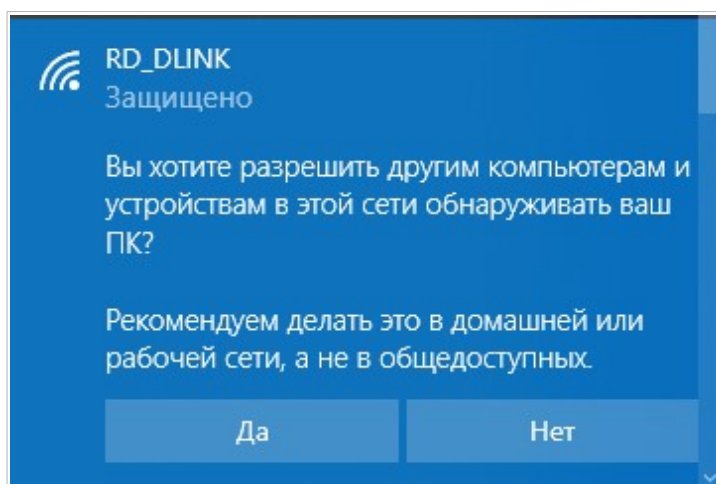 RD_DLINK
Защищено
Вы хотите разрешить другим компьютерам и
устройствам в этой сети обнаруживать ваш
ПК?
Рекомендуем делать это в домашней или
рабочей сети, а не в общедоступных.
Да
Нет